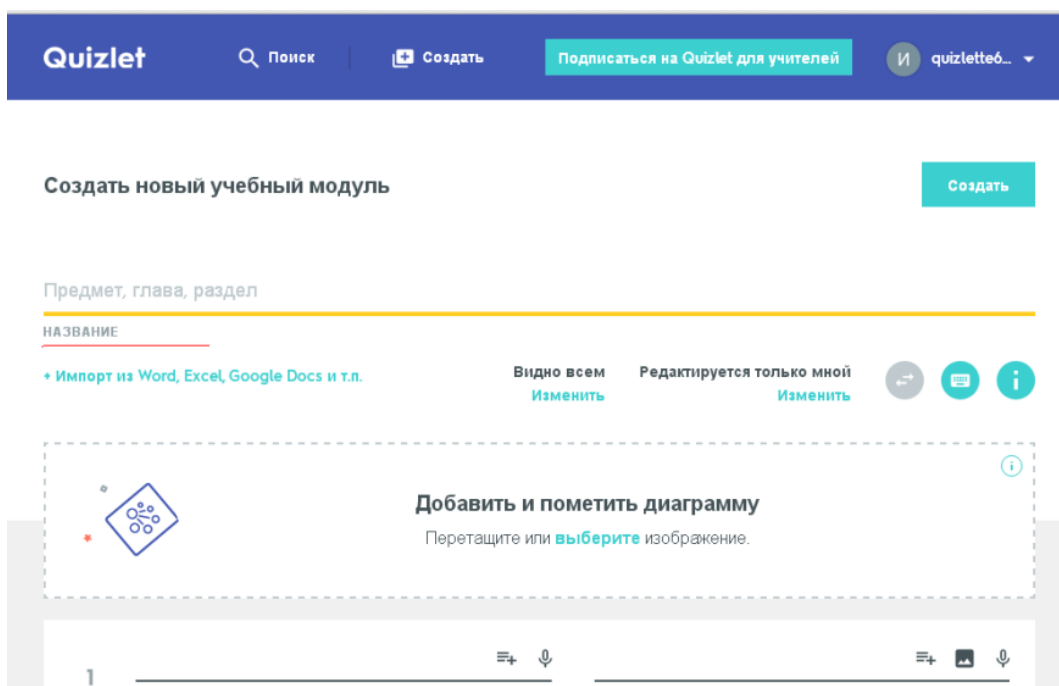 Quizlet
Поиск
Создать
Подписаться на Quizlet для учителей
И
quizlette6...
Создать новый учебный модуль
Создать
Предмет, глава, раздел
НАЗВАНИЕ
+ Импорт из Word, Excel, Google Docs и т.п.
Видно всем
Изменить
Редактируется только мной
Изменить
Добавить и пометить диаграмму
Перетащите или выберите изображение.
1